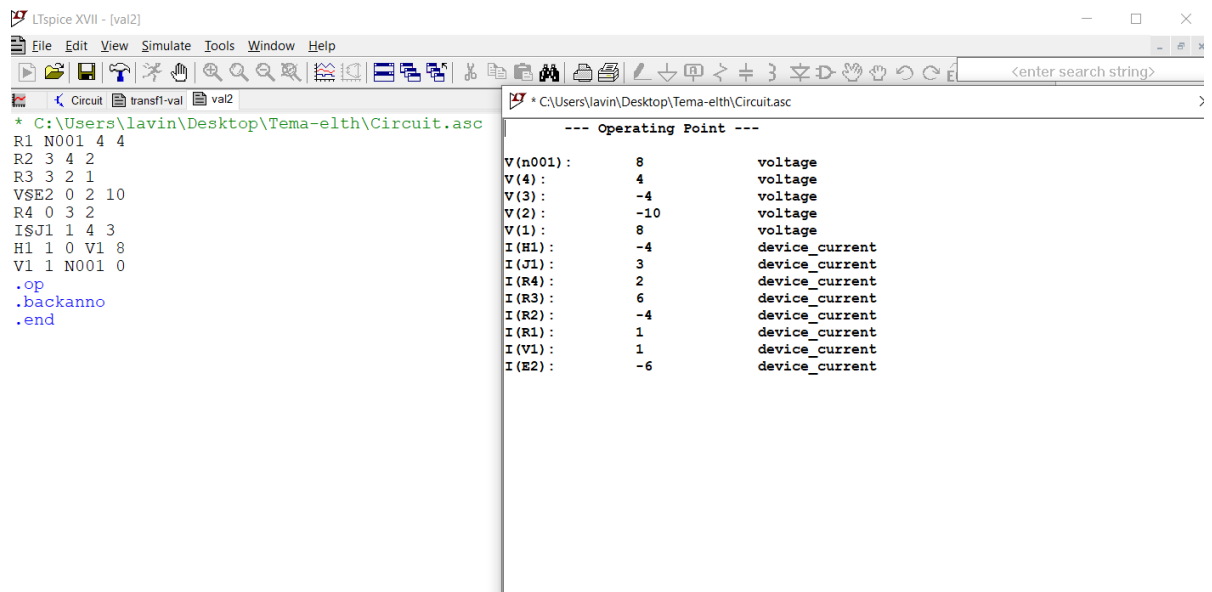 LTspice XVII - [val2]
File Edit View Simulate Tools Window Help
<enter search string>
Circuit transf1-val val2
* C:\Users\lavin\Desktop\Tema-elth\Circuit.asc
R1 N001 4 4
R2 3 4 2
R3 3 2 1
V§E2 0 2 10
R4 0 3 2
I§J1 1 4 3
H1 1 0 V1 8
V1 1 N001 0
.op
.backanno
.end
* C:\Users\lavin\Desktop\Tema-elth\Circuit.asc
--- Operating Point ---
V(n001): 8 voltage
V(4): 4 voltage
V(3): -4 voltage
V(2): -10 voltage
V(1): 8 voltage
I(H1): -4 device_current
I(J1): 3 device_current
I(R4): 2 device_current
I(R3): 6 device_current
I(R2): -4 device_current
I(R1): 1 device_current
I(V1): 1 device_current
I(E2): -6 device_current